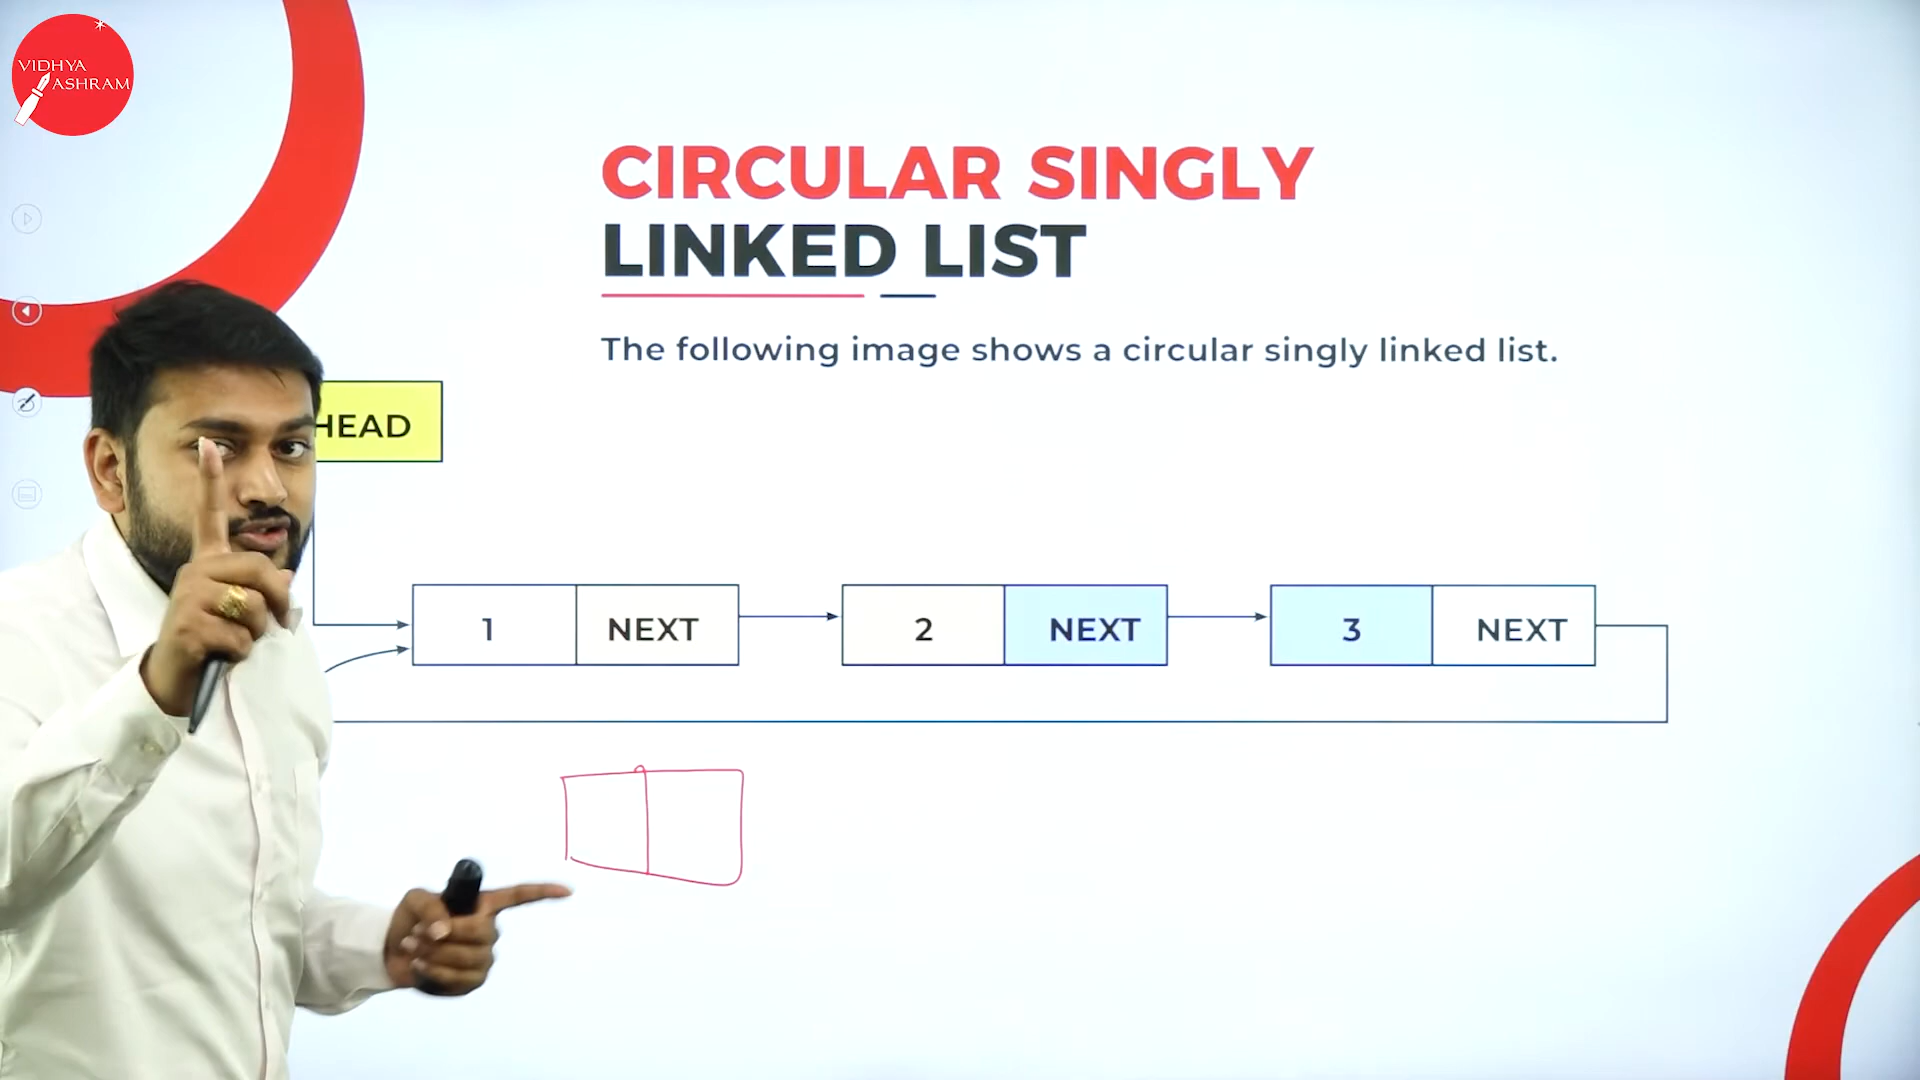 VIDHYA
ASHRAM
CIRCULAR SINGLY
LINKED LIST
The following image shows a circular singly linked list.
HEAD
1 NEXT 2 NEXT 3 NEXT